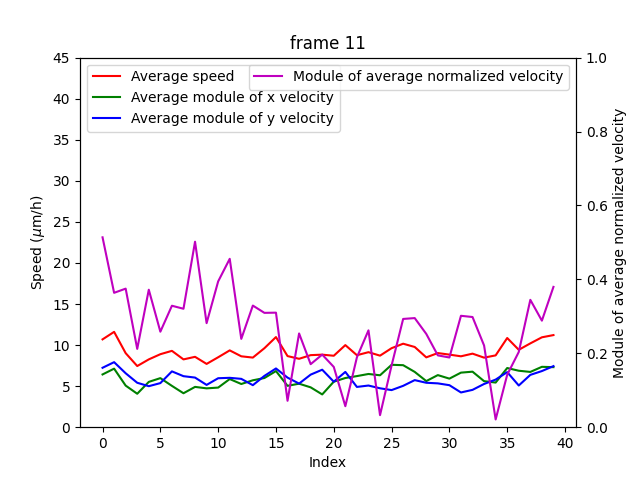 frame 11
Average speed
Average module of x velocity
Average module of y velocity
Module of average normalized velocity
45
40
35
30
25
20
15
10
5
0
Speed (μm/h)
1.0
0.8
0.6
0.4
0.2
0.0
Module of average normalized velocity
0 5 10 15 20 25 30 35 40
Index